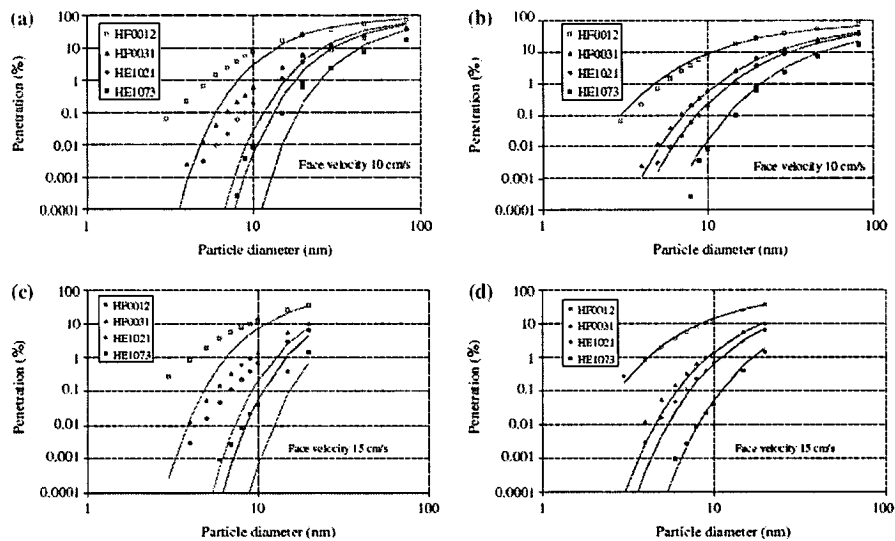 (a)
100
10
1
0.1
0.01
0.001
0.0001
Penetration (%)
HF0012
HF0031
HE1021
HE1073
Face velocity 10 cm/s
1
10
100
Particle diameter (nm)
(b)
100
10
1
0.1
0.01
0.001
0.0001
Penetration (%)
HF0012
HF0031
HE1021
HE1073
Face velocity 10 cm/s
1
10
100
Particle diameter (nm)
(c)
100
10
1
0.1
0.01
0.001
0.0001
Penetration (%)
HF0012
HF0031
HE1021
HE1073
Face velocity 15 cm/s
1
10
100
Particle diameter (nm)
(d)
100
10
1
0.1
0.01
0.001
0.0001
Penetration (%)
HF0012
HF0031
HE1021
HE1073
Face velocity 15 cm/s
1
10
100
Particle diameter (nm)